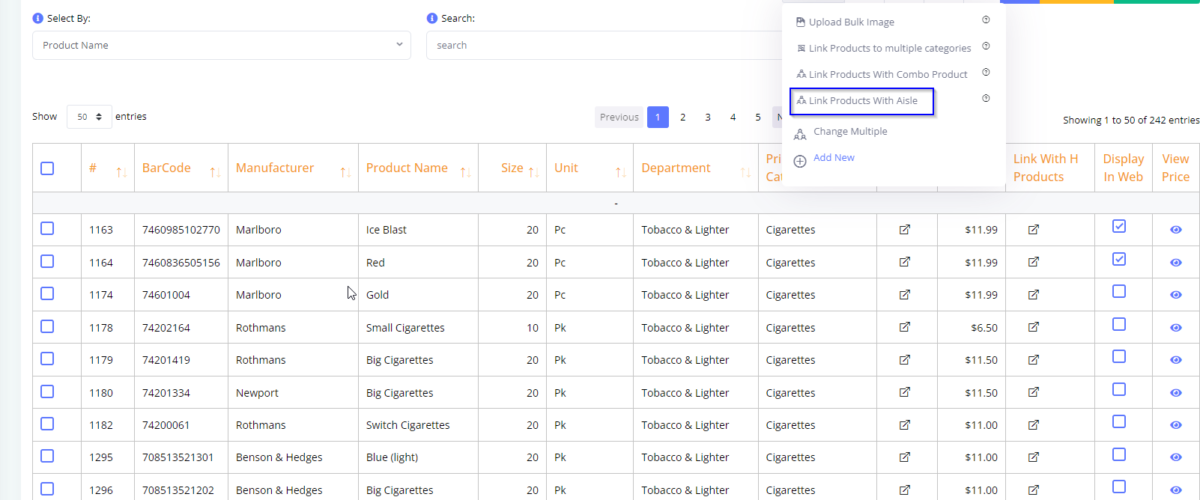 Select By:
Search:
Product Name
search
Upload Bulk Image
Link Products to multiple categories
Link Products With Combo Product
Link Products With Aisle
Change Multiple
Add New
Show 50 entries
Previous 1 2 3 4 5
Showing 1 to 50 of 242 entries
# BarCode Manufacturer Product Name Size Unit Department Link With H Products Display In Web View Price
-
1163 7460985102770 Marlboro Ice Blast 20 Pc Tobacco & Lighter Cigarettes $11.99
1164 7460836505156 Marlboro Red 20 Pc Tobacco & Lighter Cigarettes $11.99
1174 74601004 Marlboro Gold 20 Pc Tobacco & Lighter Cigarettes $11.99
1178 74202164 Rothmans Small Cigarettes 10 Pk Tobacco & Lighter Cigarettes $6.50
1179 74201419 Rothmans Big Cigarettes 20 Pk Tobacco & Lighter Cigarettes $11.50
1180 74201334 Newport Big Cigarettes 20 Pk Tobacco & Lighter Cigarettes $11.50
1182 74200061 Rothmans Switch Cigarettes 20 Pk Tobacco & Lighter Cigarettes $11.00
1295 708513521301 Benson & Hedges Blue (light) 20 Pk Tobacco & Lighter Cigarettes $11.00
1296 708513521202 Benson & Hedges Big Cigarettes 20 Pk Tobacco & Lighter Cigarettes $11.00